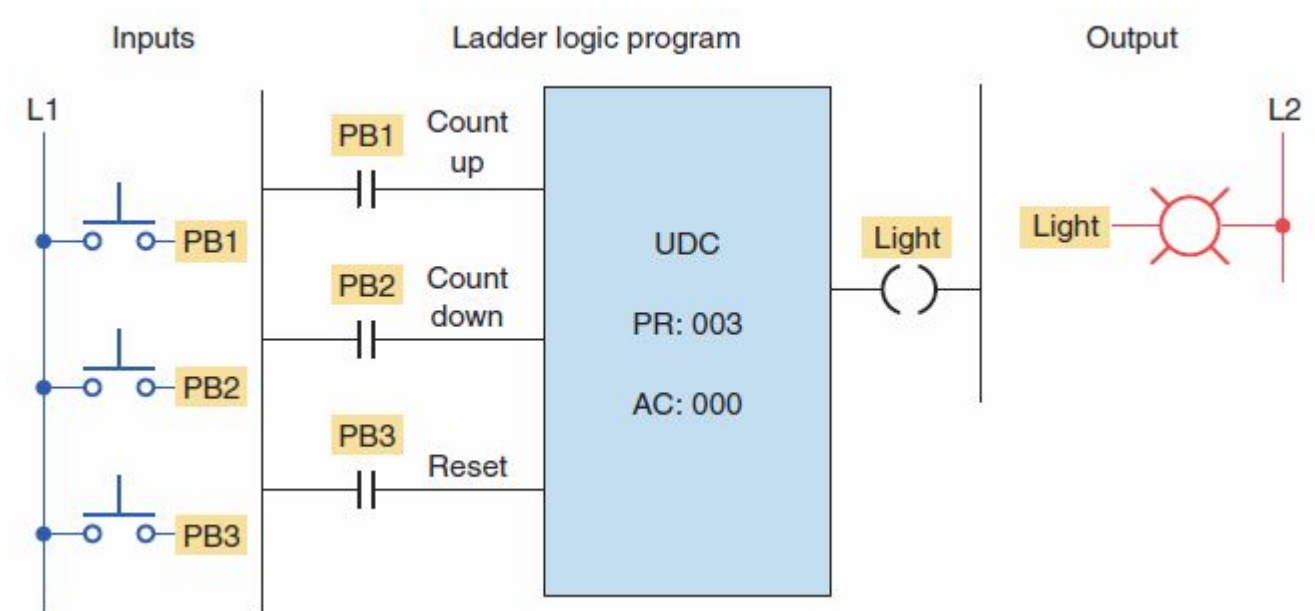 Inputs
Ladder logic program
Output
L1
L2
PB1
PB2
PB3
PB1
Count
up
PB2
Count
down
PB3
Reset
UDC
PR: 003
AC: 000
Light
Light